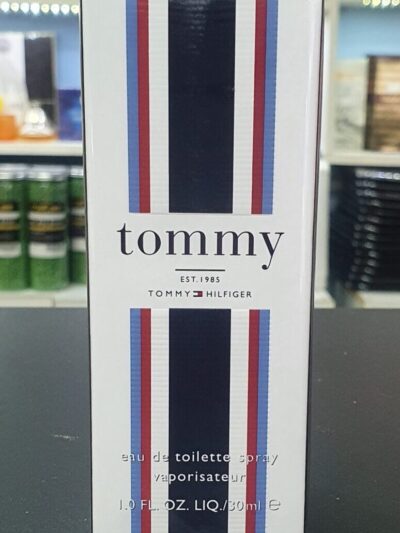 tommy
EST. 1985
TOMMY HILFIGER
eau de toilette spray
vaporisateur
1.0 FL. OZ. LIQ./30ml ℮